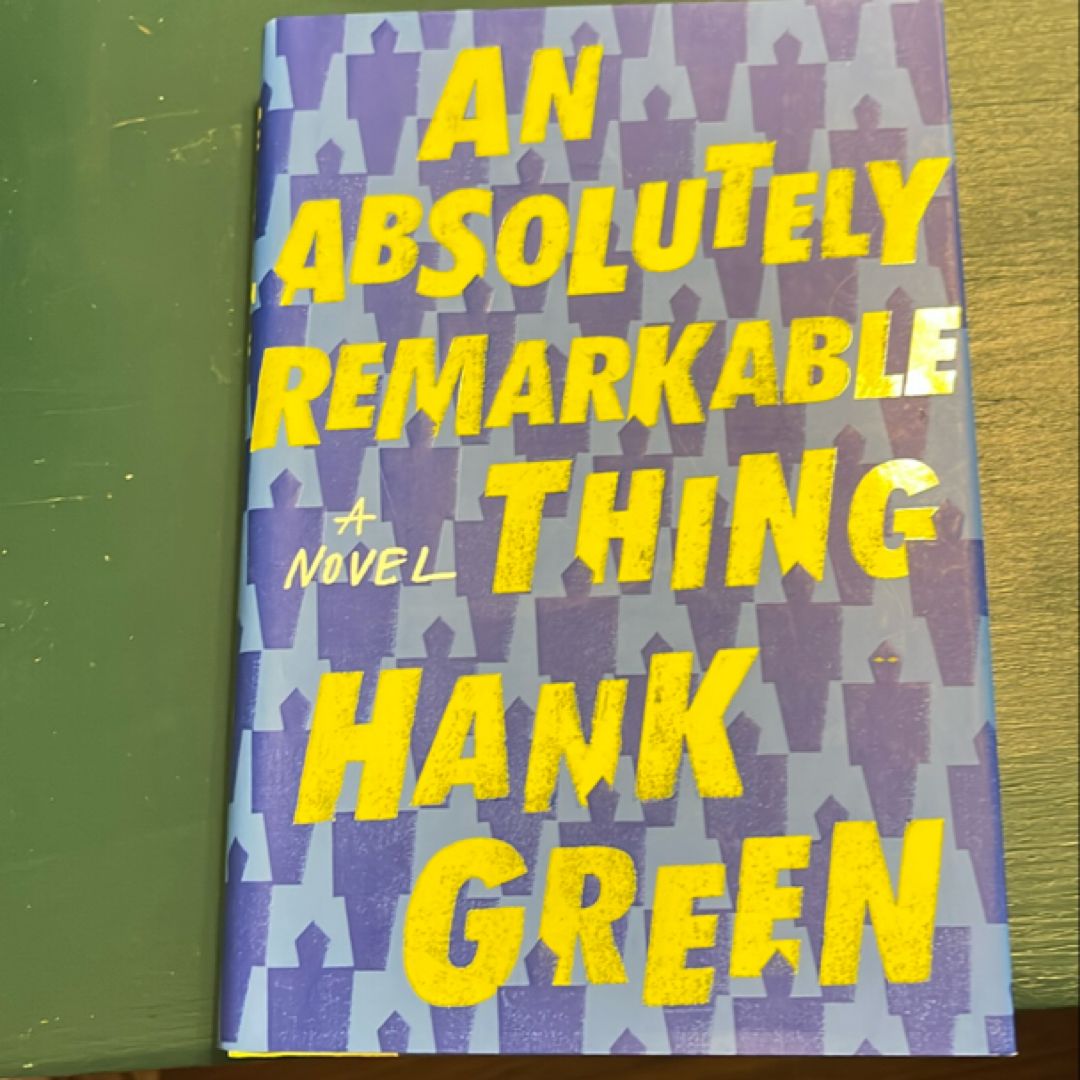 AN
ABSOLUTELY
REMARKABLE
THING
A
NOVEL
HANK
GREEN